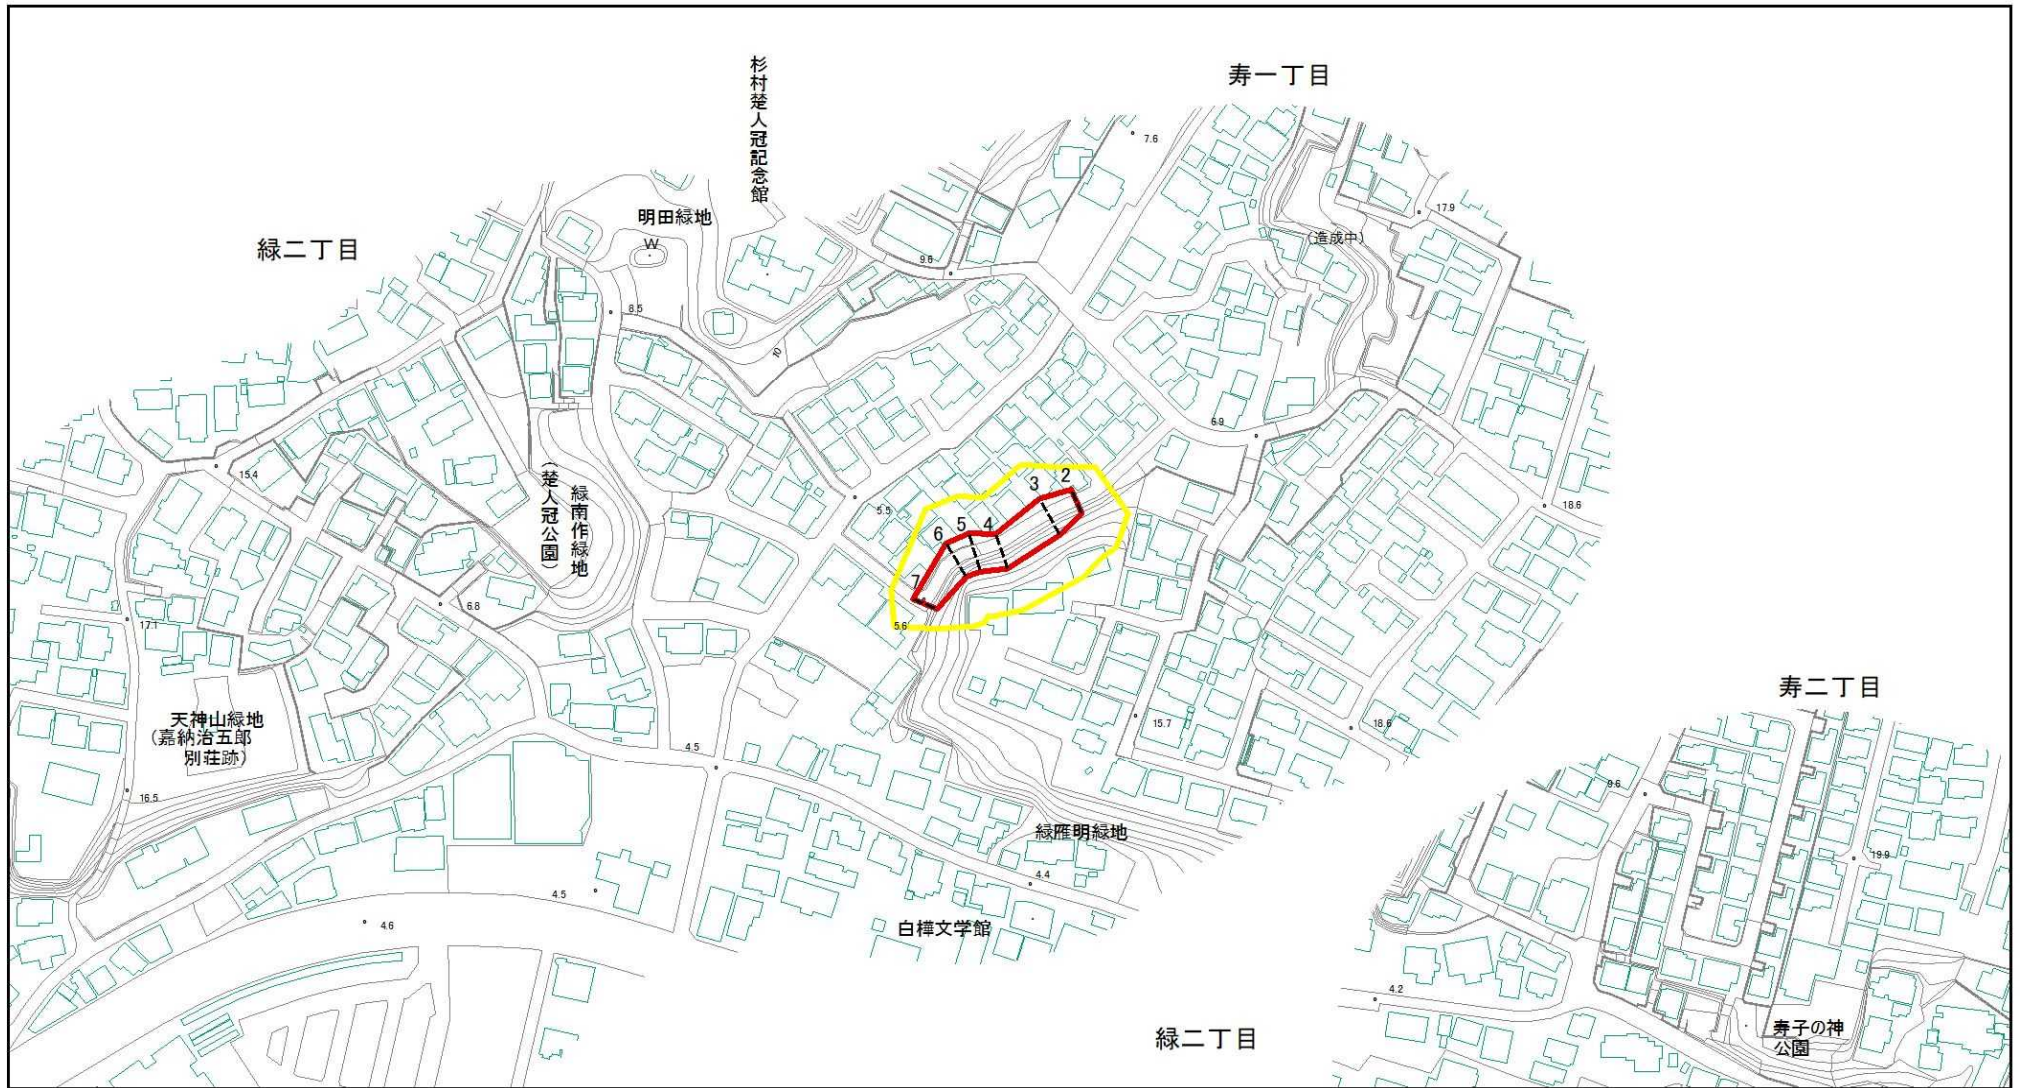 寿一丁目
杉村楚人冠記念館
7.6
17.9
明田緑地
W
(造成中)
緑二丁目
9.6
8.5
10
6.9
15.4
(楚人冠公園)
緑南作緑地
5.5
2
3
4
5
6
7
18.6
6.8
17.1
5.6
寿二丁目
天神山緑地
(嘉納治五郎
別荘跡)
15.7
18.6
4.5
16.5
9.6
緑雁明緑地
19.9
4.4
4.5
4.6
白樺文学館
4.2
寿子の神
公園
緑二丁目